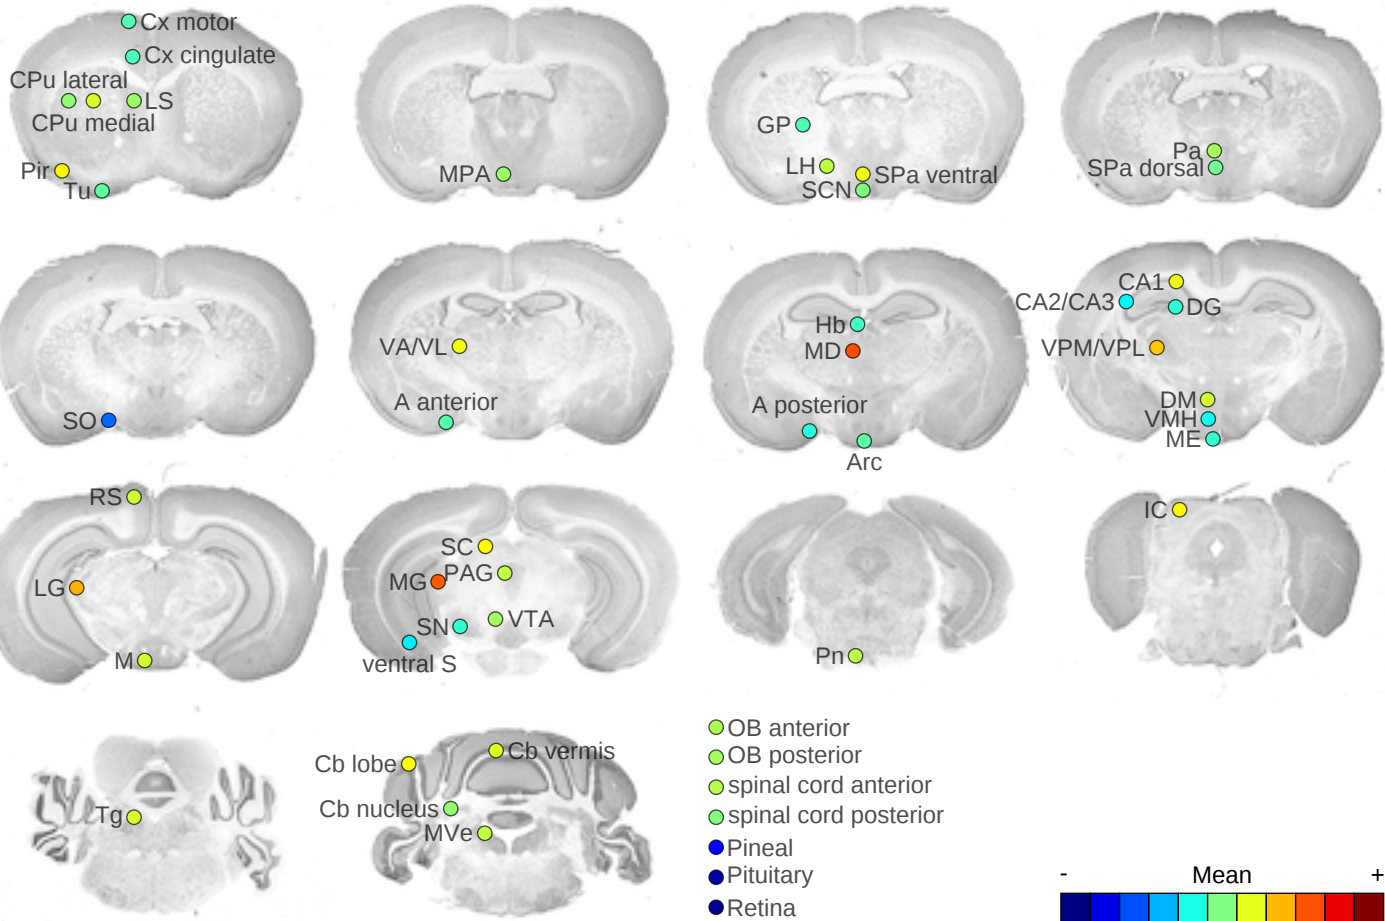 Cx motor
Cx cingulate
CPu lateral
LS
CPu medial
Pir
Tu
MPA
GP
LH
SPa ventral
SCN
Pa
SPa dorsal
SO
VA/VL
A anterior
Hb
MD
A posterior
Arc
CA1
CA2/CA3
DG
VPM/VPL
DM
VMH
ME
RS
LG
M
SC
MG
PAG
SN
VTA
ventral S
Pn
IC
Tg
Cb lobe
Cb vermis
Cb nucleus
MVe
OB anterior
OB posterior
spinal cord anterior
spinal cord posterior
Pineal
Pituitary
Retina
- Mean +